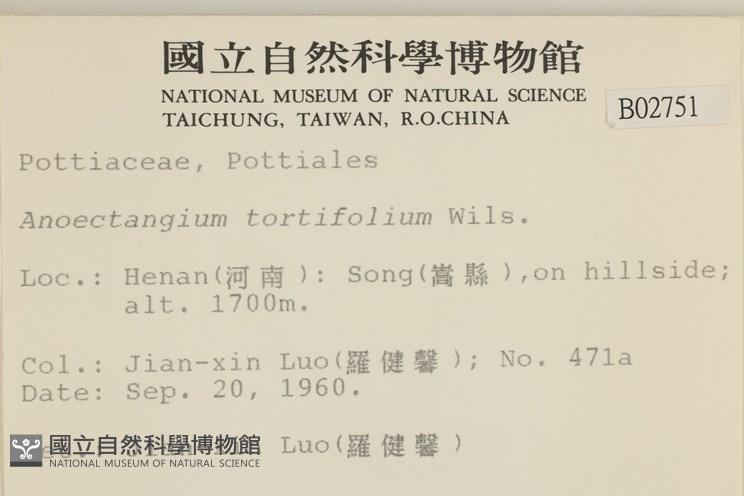 國立自然科學博物館
NATIONAL MUSEUM OF NATURAL SCIENCE
TAICHUNG, TAIWAN, R.O.CHINA
B02751
Pottiaceae, Pottiales
Anoectangium tortifolium Wils.
Loc.: Henan(河南): Song(嵩縣),on hillside;
alt. 1700m.
Col.: Jian-xin Luo(羅健馨); No. 471a
Date: Sep. 20, 1960.
Luo(羅健馨)
國立自然科學博物館
NATIONAL MUSEUM OF NATURAL SCIENCE